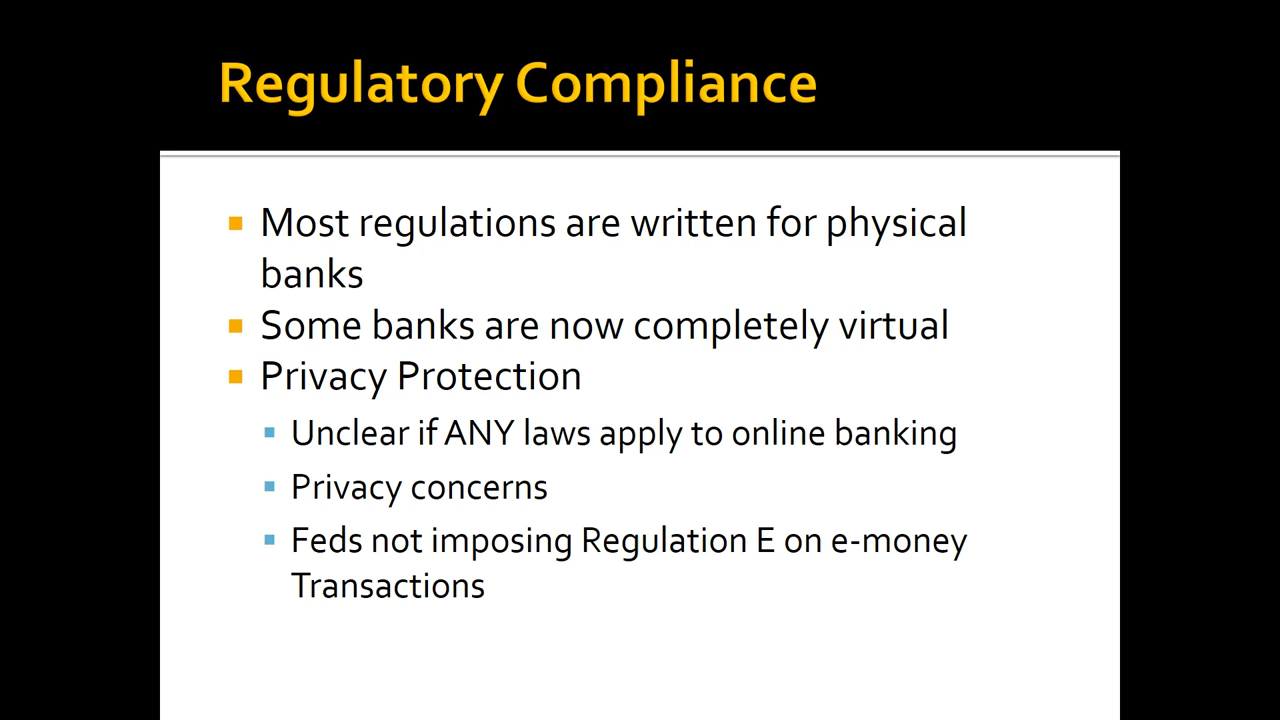 Regulatory Compliance
Most regulations are written for physical
banks
Some banks are now completely virtual
Privacy Protection
Unclear if ANY laws apply to online banking
Privacy concerns
Feds not imposing Regulation E on e-money
Transactions